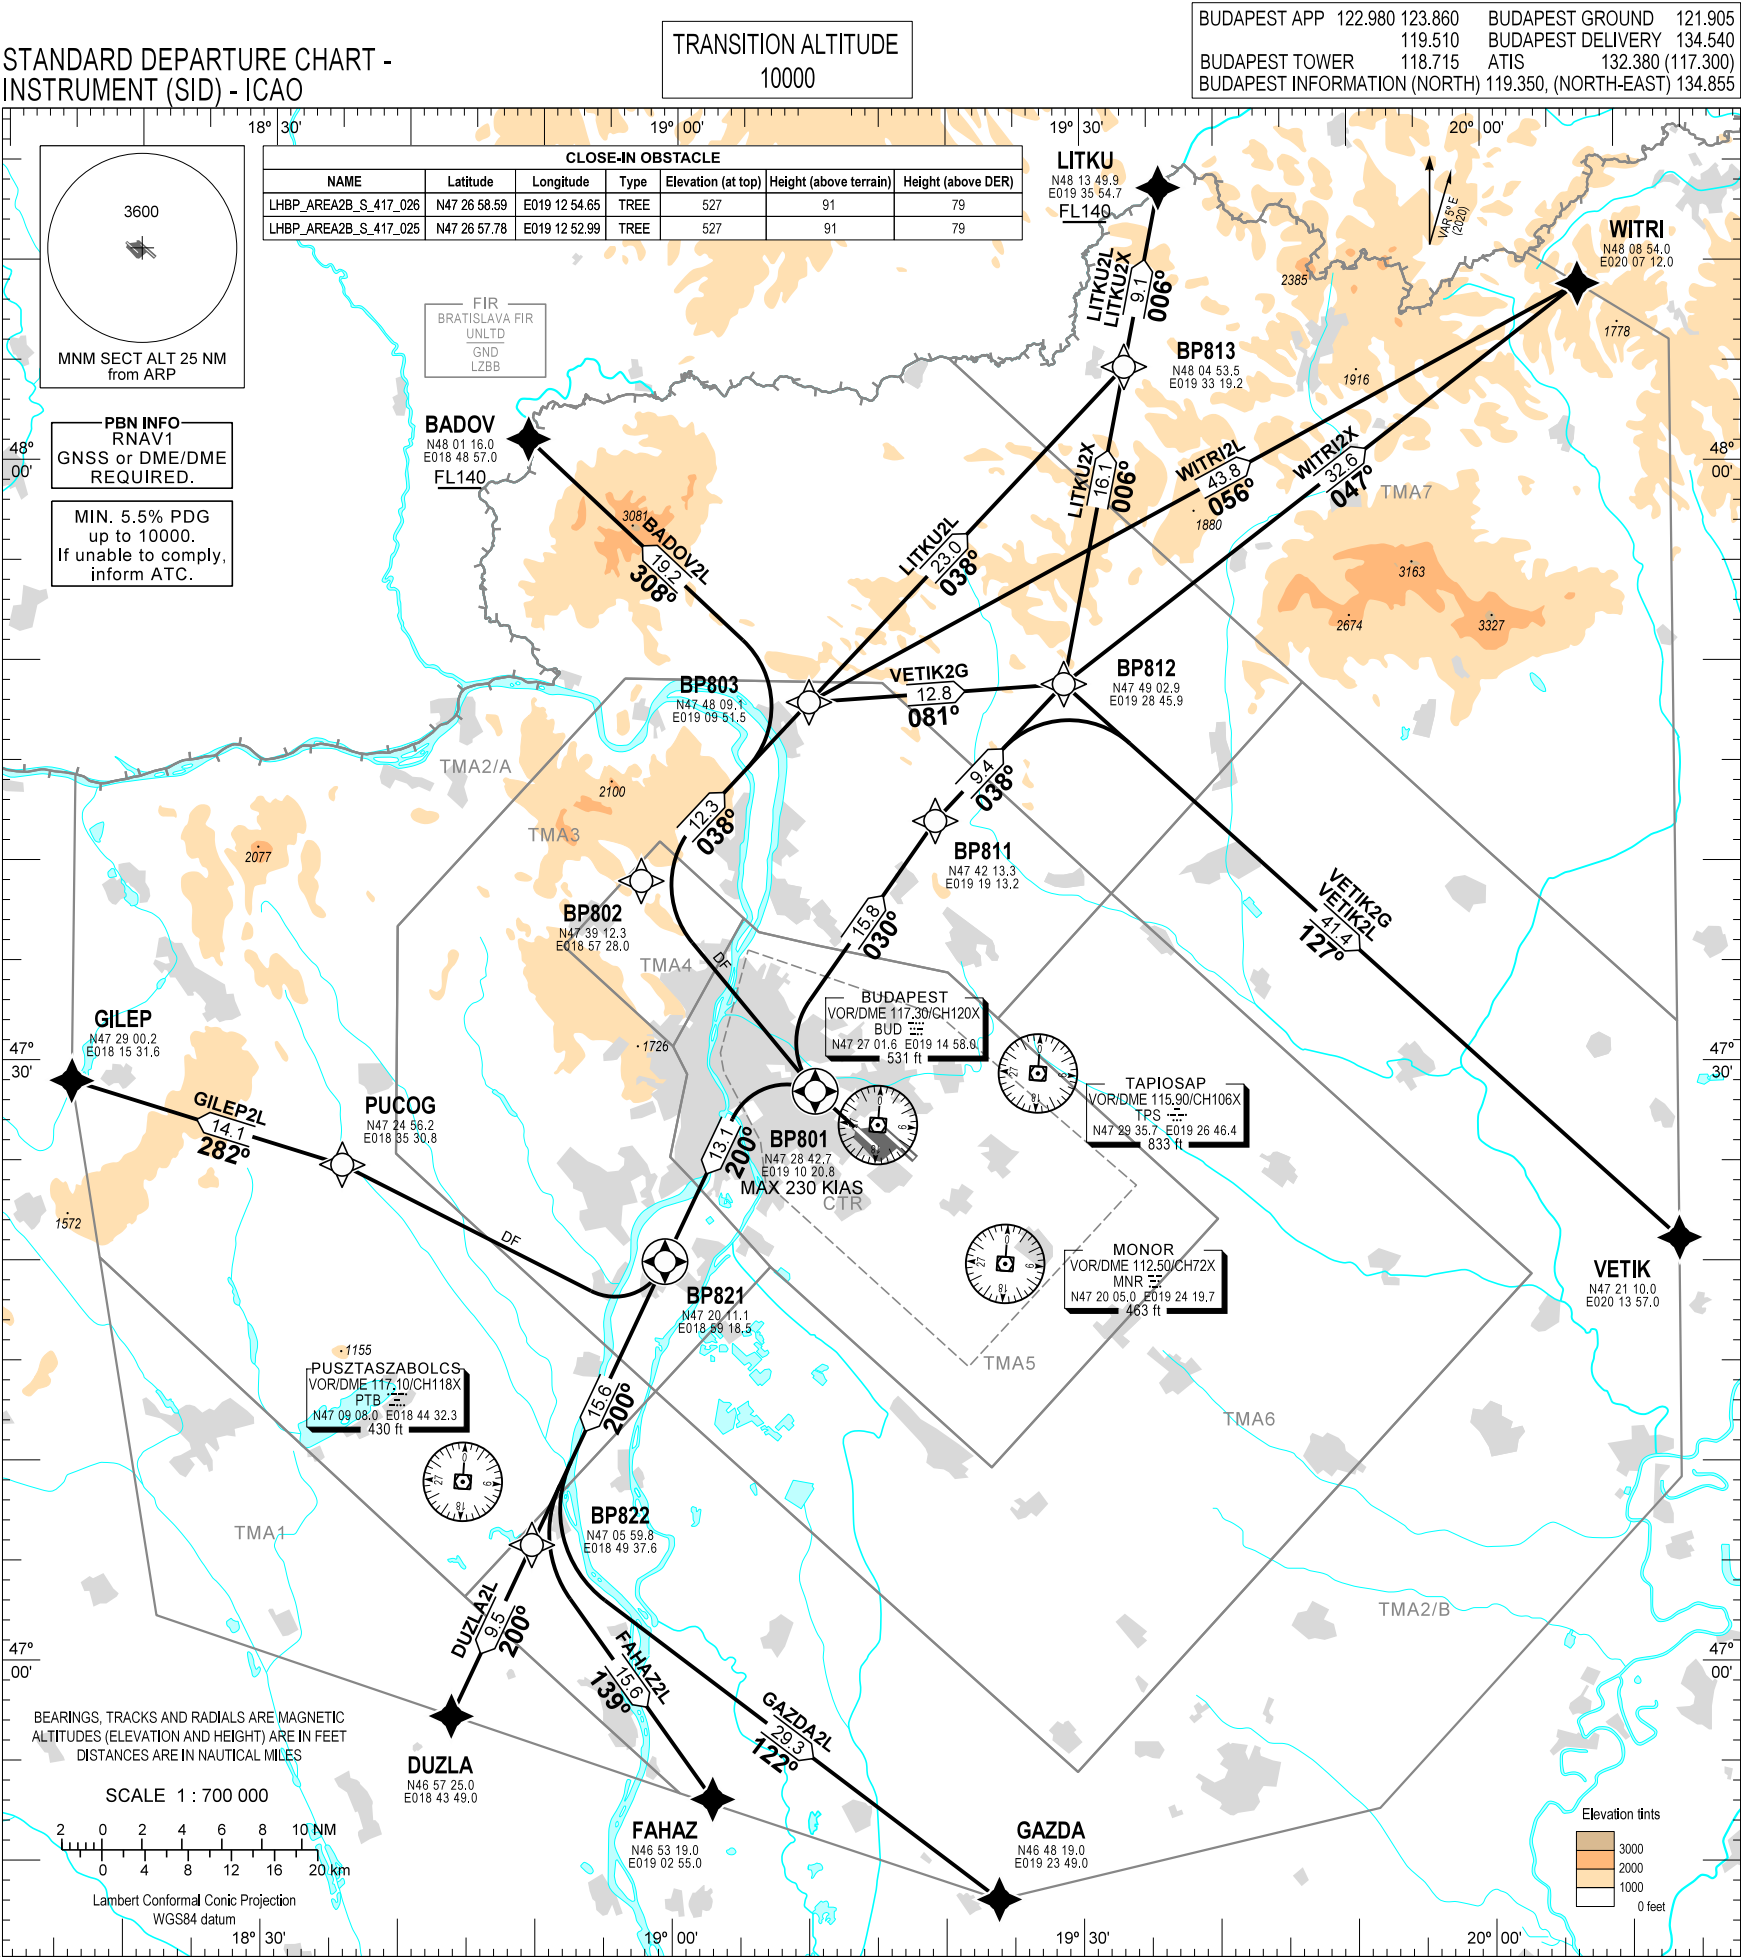 STANDARD DEPARTURE CHART -
INSTRUMENT (SID) - ICAO
TRANSITION ALTITUDE
10000
BUDAPEST APP 122.980 123.860 BUDAPEST GROUND 121.905
119.510 BUDAPEST DELIVERY 134.540
BUDAPEST TOWER 118.715 ATIS 132.380 (117.300)
BUDAPEST INFORMATION (NORTH) 119.350, (NORTH-EAST) 134.855
18° 30'
19° 00'
19° 30'
20° 00'
3600
MNM SECT ALT 25 NM
from ARP
CLOSE-IN OBSTACLE
NAME Latitude Longitude Type Elevation (at top) Height (above terrain) Height (above DER)
LHBP_AREA2B_S_417_026 N47 26 58.59 E019 12 54.65 TREE 527 91 79
LHBP_AREA2B_S_417_025 N47 26 57.78 E019 12 52.99 TREE 527 91 79
PBN INFO
RNAV1
GNSS or DME/DME
REQUIRED.
MIN. 5.5% PDG
up to 10000.
If unable to comply,
inform ATC.
FIR
BRATISLAVA FIR
UNLTD
GND
LZBB
LITKU
N48 13 49.9
E019 35 54.7
FL140
VAR 5° E
(2020)
WITRI
N48 08 54.0
E020 07 12.0
2385
1778
1916
LITKU2L
LITKU2X
9.1
006°
BP813
N48 04 53.5
E019 33 19.2
BADOV
N48 01 16.0
E018 48 57.0
FL140
48°
00'
48°
00'
3081
BADOV2L
19.2
308°
LITKU2L
23.0
038°
LITKU2X
16.1
006°
WITRI2L
43.8
056°
WITRI2X
32.6
047°
TMA7
1880
3163
2674
3327
BP803
N47 48 09.1
E019 09 51.5
VETIK2G
12.8
081°
BP812
N47 49 02.9
E019 28 45.9
TMA2/A
2100
TMA3
2077
12.3
038°
9.4
038°
BP811
N47 42 13.3
E019 19 13.2
BP802
N47 39 12.3
E018 57 28.0
TMA4
DF
15.8
030°
VETIK2G
VETIK2L
41.4
127°
1726
BUDAPEST
VOR/DME 117.30/CH120X
BUD
N47 27 01.6 E019 14 58.0
531 ft
GILEP
N47 29 00.2
E018 15 31.6
47°
30'
47°
30'
GILEP2L
14.1
282°
PUCOG
N47 24 56.2
E018 35 30.8
TAPIOSAP
VOR/DME 115.90/CH106X
TPS
N47 29 35.7 E019 26 46.4
833 ft
13.1
200°
BP801
N47 28 42.7
E019 10 20.8
MAX 230 KIAS
CTR
1572
DF
MONOR
VOR/DME 112.50/CH72X
MNR
N47 20 05.0 E019 24 19.7
463 ft
VETIK
N47 21 10.0
E020 13 57.0
BP821
N47 20 11.1
E018 59 18.5
1155
PUSZTASZABOLCS
VOR/DME 117.10/CH118X
PTB
N47 09 08.0 E018 44 32.3
430 ft
TMA5
15.6
200°
TMA6
TMA1
BP822
N47 05 59.8
E018 49 37.6
DUZLA2L
9.5
200°
FAHAZ2L
15.6
139°
GAZDA2L
29.3
122°
TMA2/B
47°
00'
47°
00'
BEARINGS, TRACKS AND RADIALS ARE MAGNETIC
ALTITUDES (ELEVATION AND HEIGHT) ARE IN FEET
DISTANCES ARE IN NAUTICAL MILES
SCALE 1 : 700 000
2 0 2 4 6 8 10 NM
0 4 8 12 16 20 km
Lambert Conformal Conic Projection
WGS84 datum
DUZLA
N46 57 25.0
E018 43 49.0
FAHAZ
N46 53 19.0
E019 02 55.0
GAZDA
N46 48 19.0
E019 23 49.0
Elevation tints
3000
2000
1000
0 feet
18° 30'
19° 00'
19° 30'
20° 00'